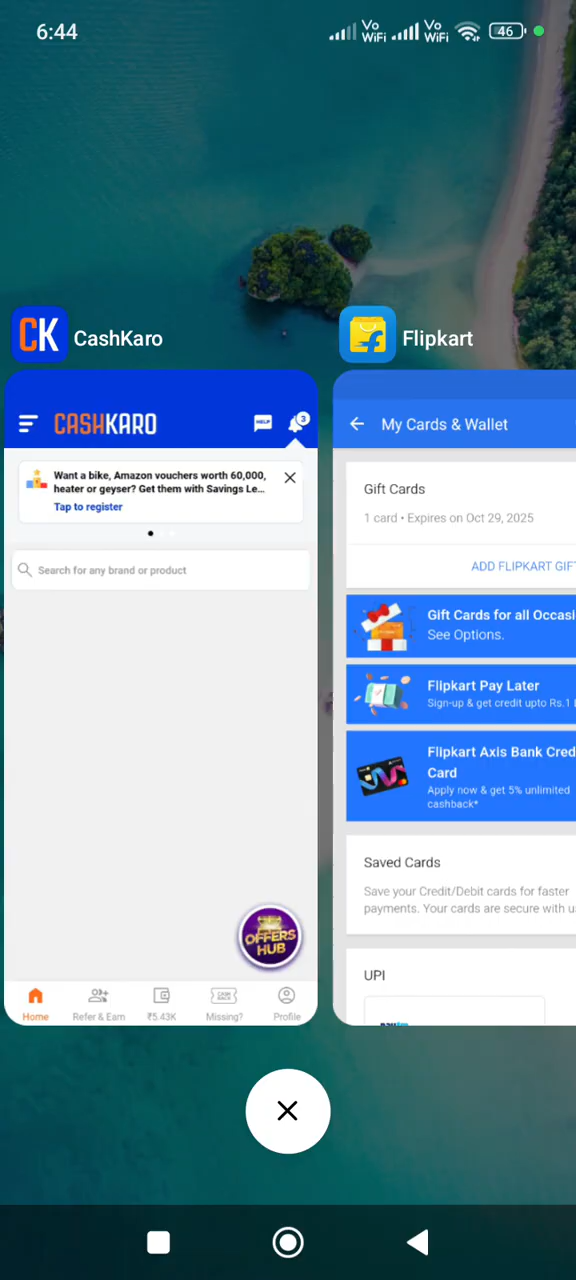 6:44
Vo
WiFi
Vo
WiFi
46
CK CashKaro
Flipkart
CASHKARO
HELP
3
Want a bike, Amazon vouchers worth 60,000,
heater or geyser? Get them with Savings Le...
Tap to register
Search for any brand or product
OFFERS
HUB
Home
Refer & Earn
₹5.43K
CASH
BACK
Missing?
Profile
My Cards & Wallet
Gift Cards
1 card • Expires on Oct 29, 2025
ADD FLIPKART GIFT
Gift Cards for all Occasi
See Options.
Flipkart Pay Later
Sign-up & get credit upto Rs.1
Flipkart Axis Bank Cred
Card
Apply now & get 5% unlimited
cashback*
Saved Cards
Save your Credit/Debit cards for faster
payments. Your cards are secure with u
UPI